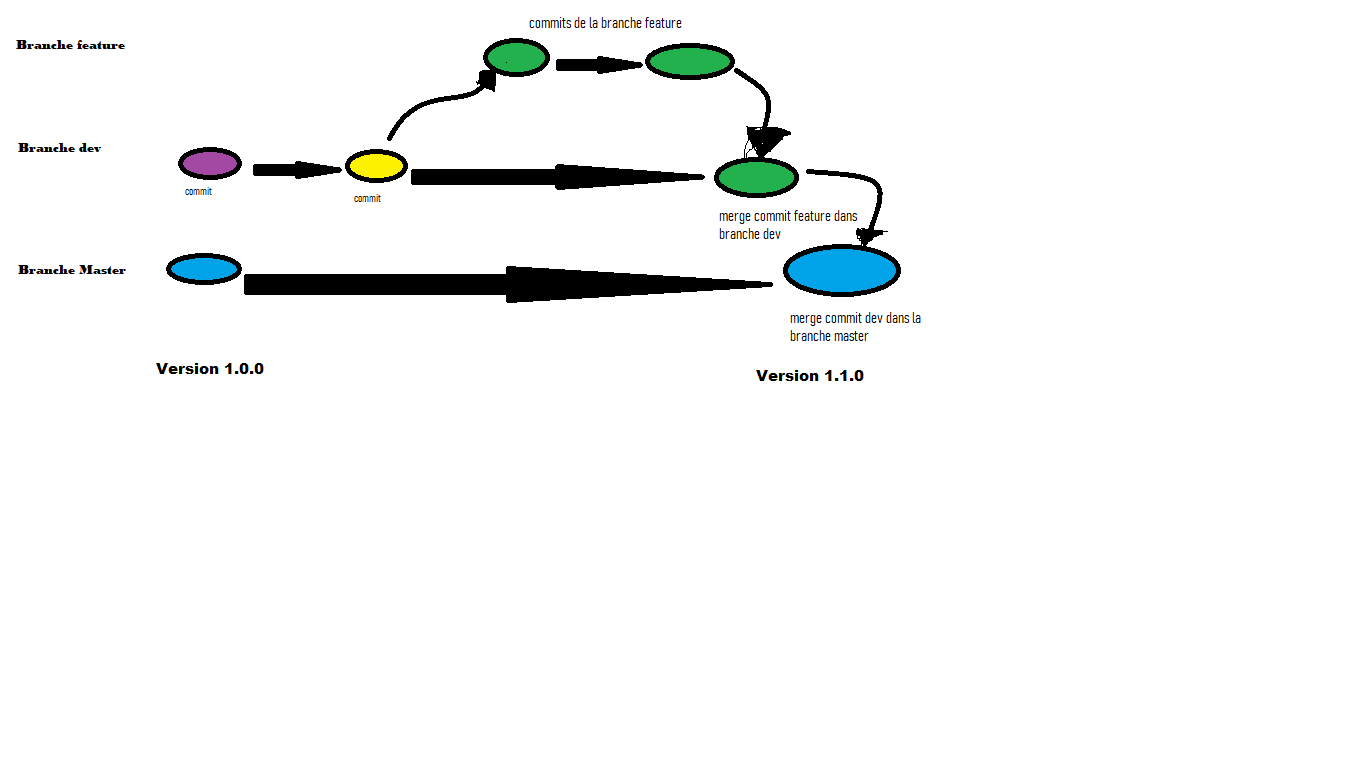 commits de la branche feature
Branche feature
Branche dev
commit
commit
merge commit feature dans
branche dev
Branche Master
merge commit dev dans la
branche master
Version 1.0.0
Version 1.1.0